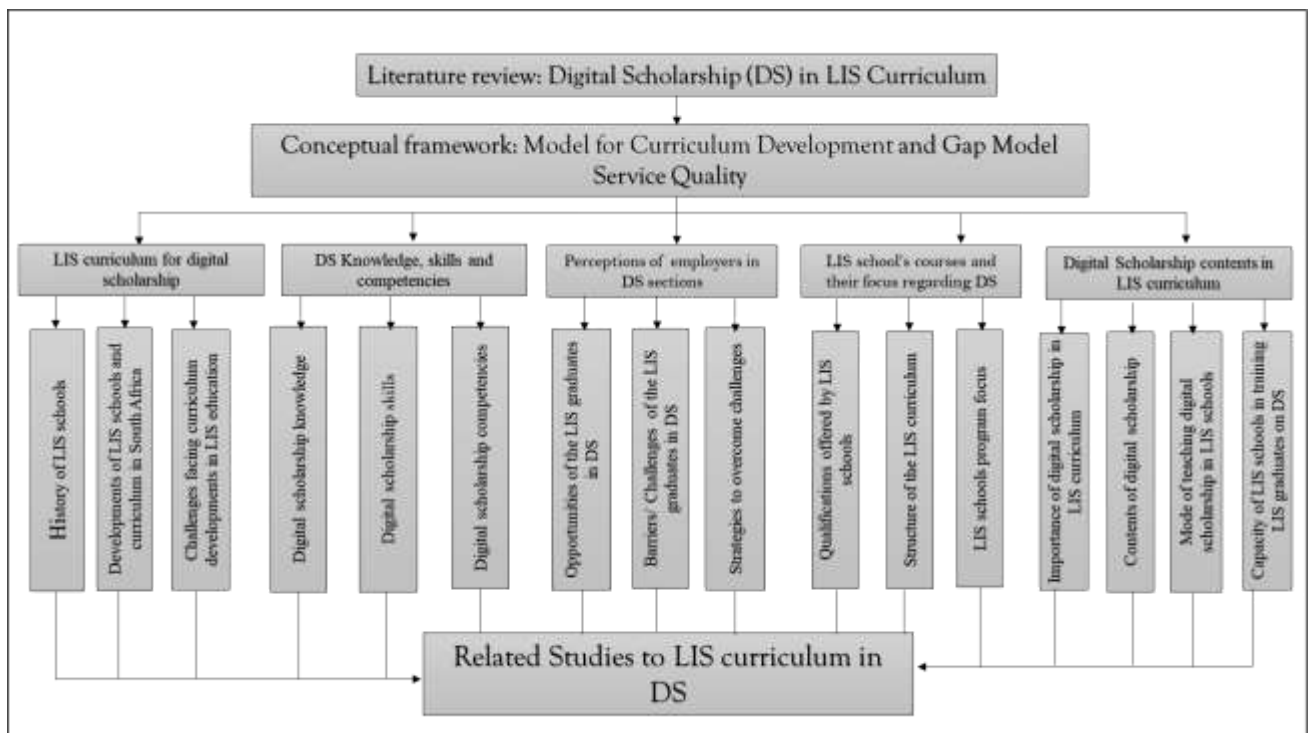 Literature review: Digital Scholarship (DS) in LIS Curriculum
Conceptual framework: Model for Curriculum Development and Gap Model
Service Quality
LIS curriculum for digital
scholarship
DS Knowledge, skills and
competencies
Perceptions of employers in
DS sections
LIS school's courses and
their focus regarding DS
Digital Scholarship contents in
LIS curriculum
History of LIS schools
Developments of LIS schools and
curriculum in South Africa
Challenges facing curriculum
developments in LIS education
Digital scholarship knowledge
Digital scholarship skills
Digital scholarship competencies
Opportunities of the LIS graduates
in DS
Barriers/ Challenges of the LIS
graduates in DS
Strategies to overcome challenges
Qualifications offered by LIS
schools
Structure of the LIS curriculum
LIS schools program focus
Importance of digital scholarship in
LIS curriculum
Contents of digital scholarship
Mode of teaching digital
scholarship in LIS schools
Capacity of LIS schools in training
LIS graduates on DS
Related Studies to LIS curriculum in
DS